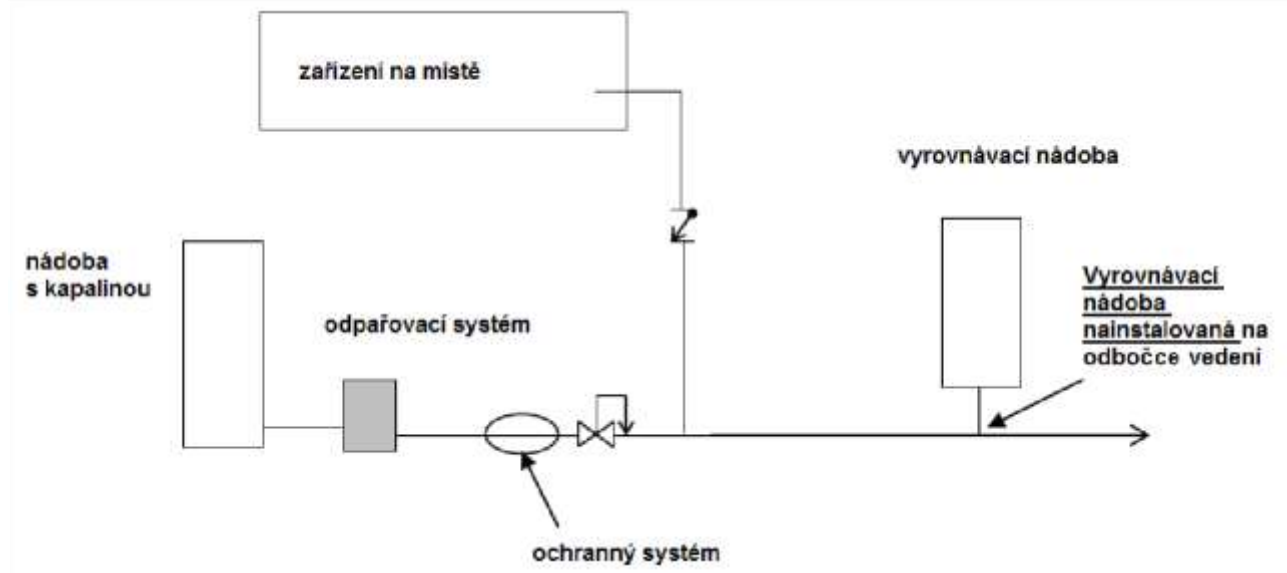 zařízení na místě
vyrovnávací nádoba
nádoba
s kapalinou
odpařovací systém
Vyrovnávací
nádoba
nainstalovaná na
odbočce vedení
ochranný systém